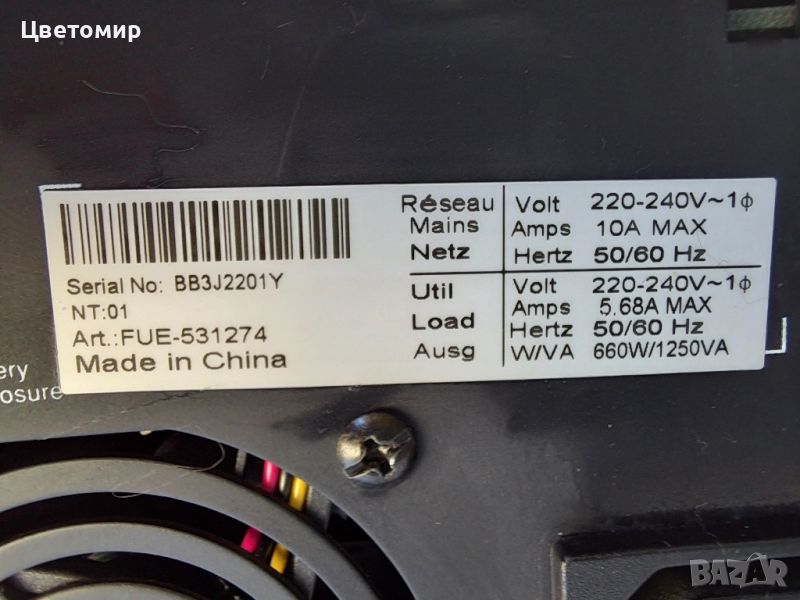 Цветомир
Réseau Volt 220-240V~1ϕ
Mains Amps 10A MAX
Netz Hertz 50/60 Hz
Serial No: BB3J2201Y
NT:01
Art.:FUE-531274
Made in China
Util Volt 220-240V~1ϕ
Amps 5.68A MAX
Load Hertz 50/60 Hz
Ausg W/VA 660W/1250VA
ery
osure
BAZAR